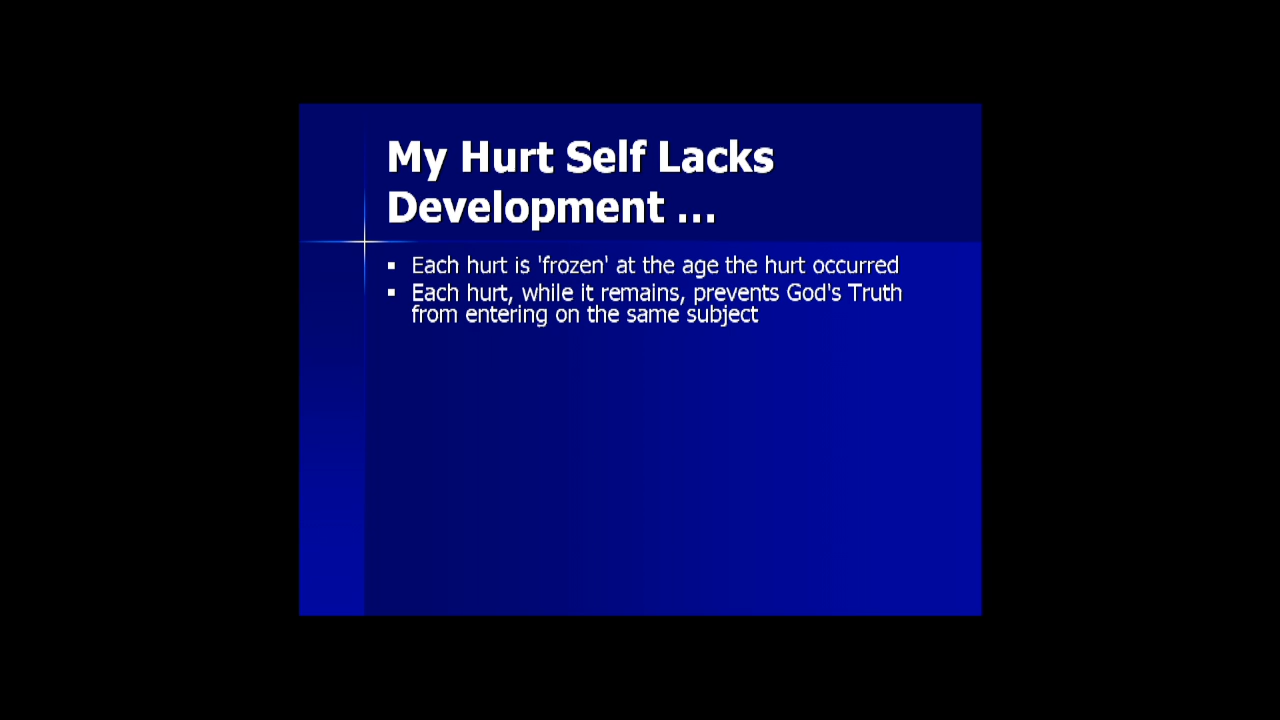 My Hurt Self Lacks
Development ...
▪ Each hurt is 'frozen' at the age the hurt occurred
▪ Each hurt, while it remains, prevents God's Truth
from entering on the same subject